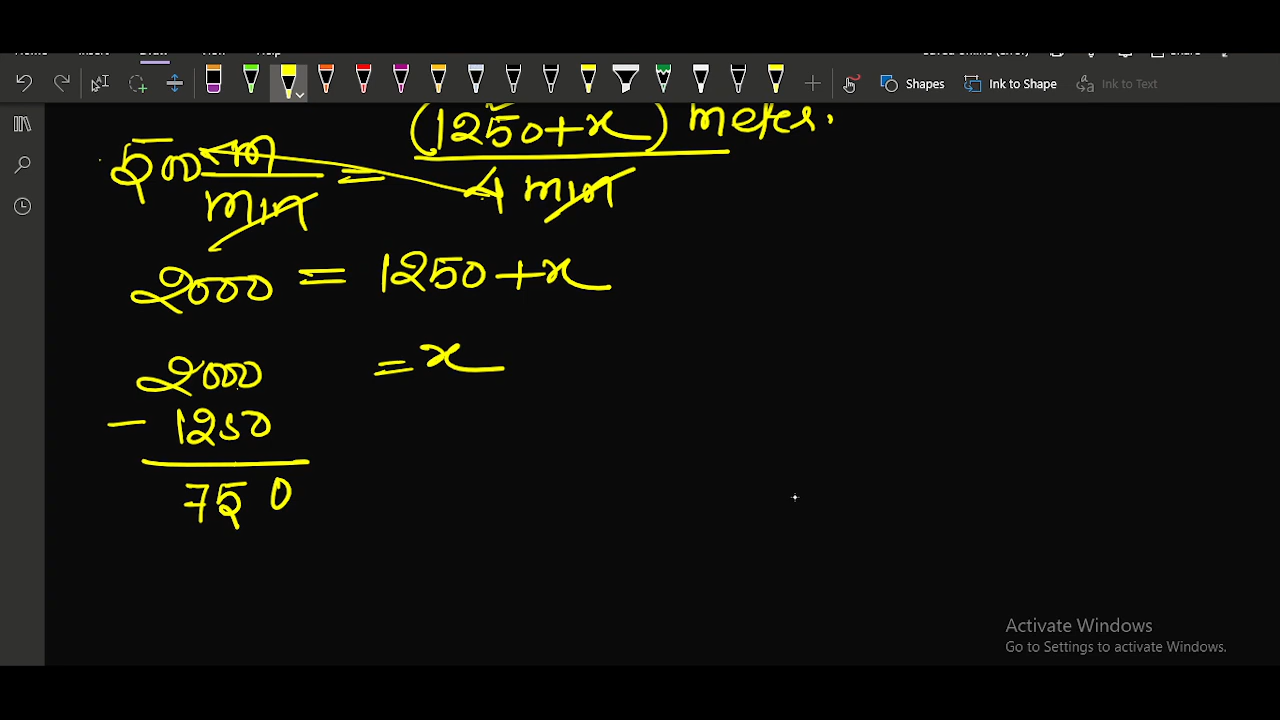 Shapes Ink to Shape Ink to Text
(1250+x) meter.
500 m/min = 4 min
2000 = 1250+x
2000 = x
- 1250
750
Activate Windows
Go to Settings to activate Windows.